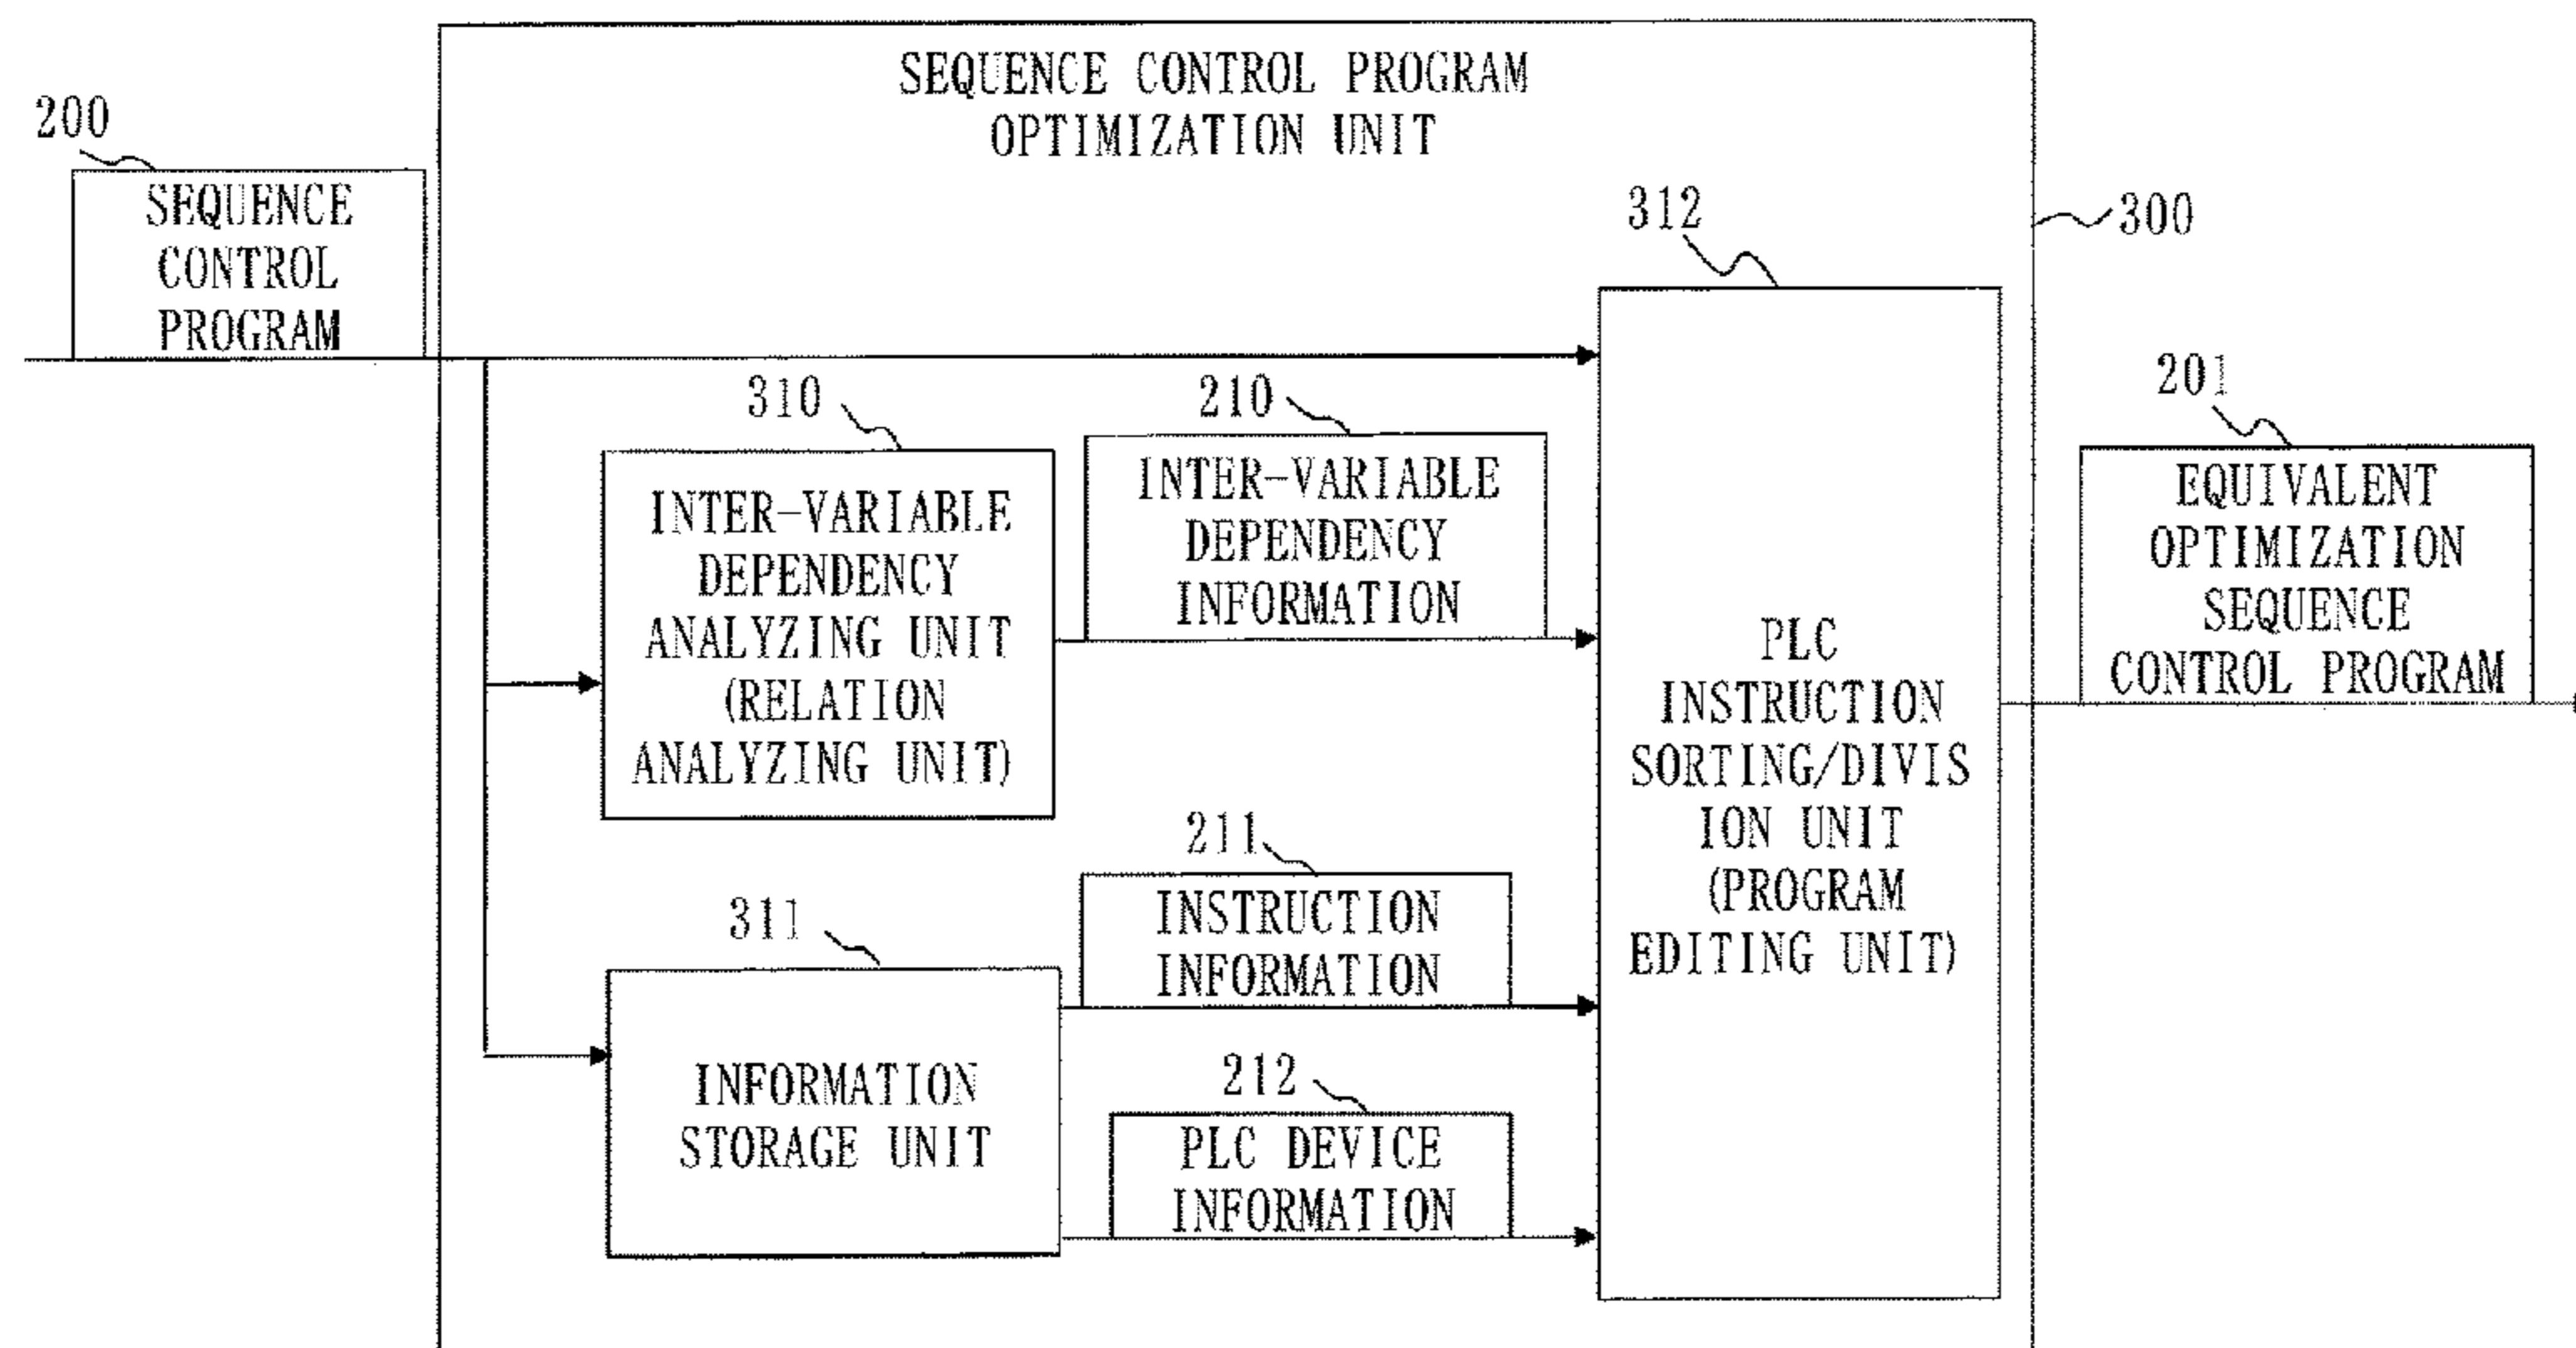 SEQUENCE CONTROL PROGRAM
OPTIMIZATION UNIT
200
SEQUENCE
CONTROL
PROGRAM
312
300
310
INTER-VARIABLE
DEPENDENCY
ANALYZING UNIT
(RELATION
ANALYZING UNIT)
210
INTER-VARIABLE
DEPENDENCY
INFORMATION
PLC
INSTRUCTION
SORTING/DIVIS
ION UNIT
(PROGRAM
EDITING UNIT)
201
EQUIVALENT
OPTIMIZATION
SEQUENCE
CONTROL PROGRAM
211
INSTRUCTION
INFORMATION
311
INFORMATION
STORAGE UNIT
212
PLC DEVICE
INFORMATION